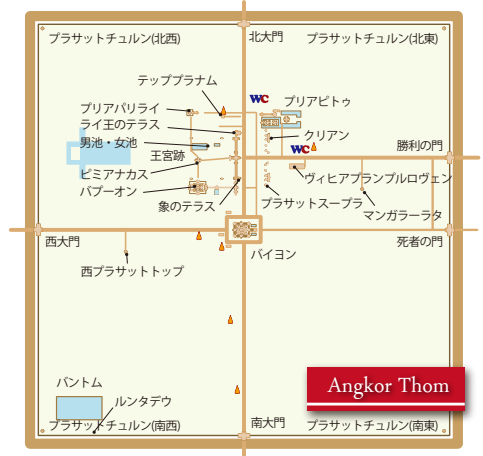 プラサットチュルン(北西)
北大門
プラサットチュルン(北東)
テッププラナム
WC
プリアピトゥ
プリアパリライ
ライ王のテラス
クリアン
男池・女池
WC
勝利の門
王宮跡
ピミアナカス
ヴィヒアプランプルロヴェン
バプーオン
プラサットスープラ
象のテラス
マンガラーラタ
西大門
死者の門
バイヨン
西プラサットトップ
Angkor Thom
バントム
ルンタデウ
プラサットチュルン(南西)
南大門
プラサットチュルン(南東)